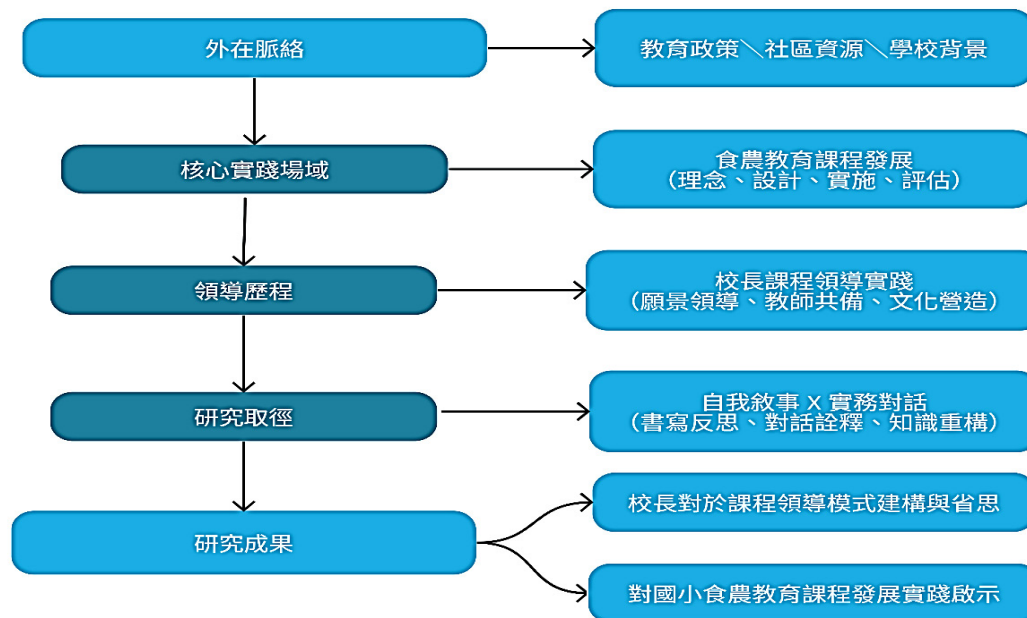 外在脈絡
教育政策＼社區資源＼學校背景
核心實踐場域
食農教育課程發展
（理念、設計、實施、評估）
領導歷程
校長課程領導實踐
（願景領導、教師共備、文化營造）
研究取徑
自我敘事 X 實務對話
（書寫反思、對話詮釋、知識重構）
研究成果
校長對於課程領導模式建構與省思
對國小食農教育課程發展實踐啟示